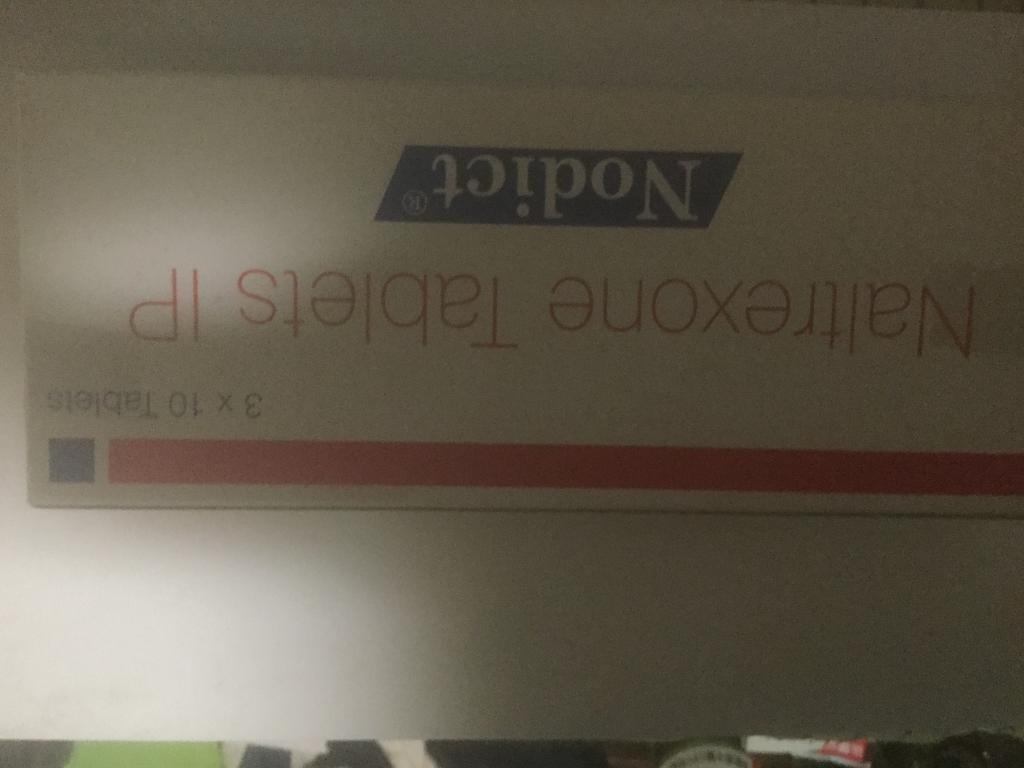 Nodict®
Naltrexone Tablets IP
3 x 10 Tablets